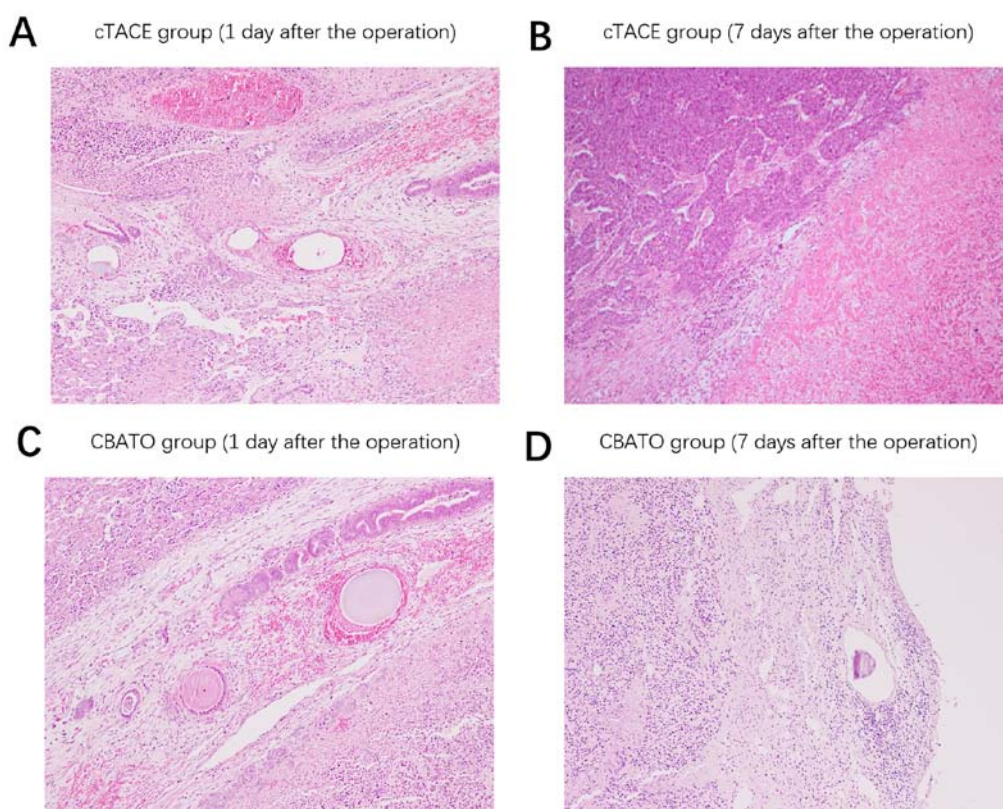 A cTACE group (1 day after the operation)
B cTACE group (7 days after the operation)
C CBATO group (1 day after the operation)
D CBATO group (7 days after the operation)